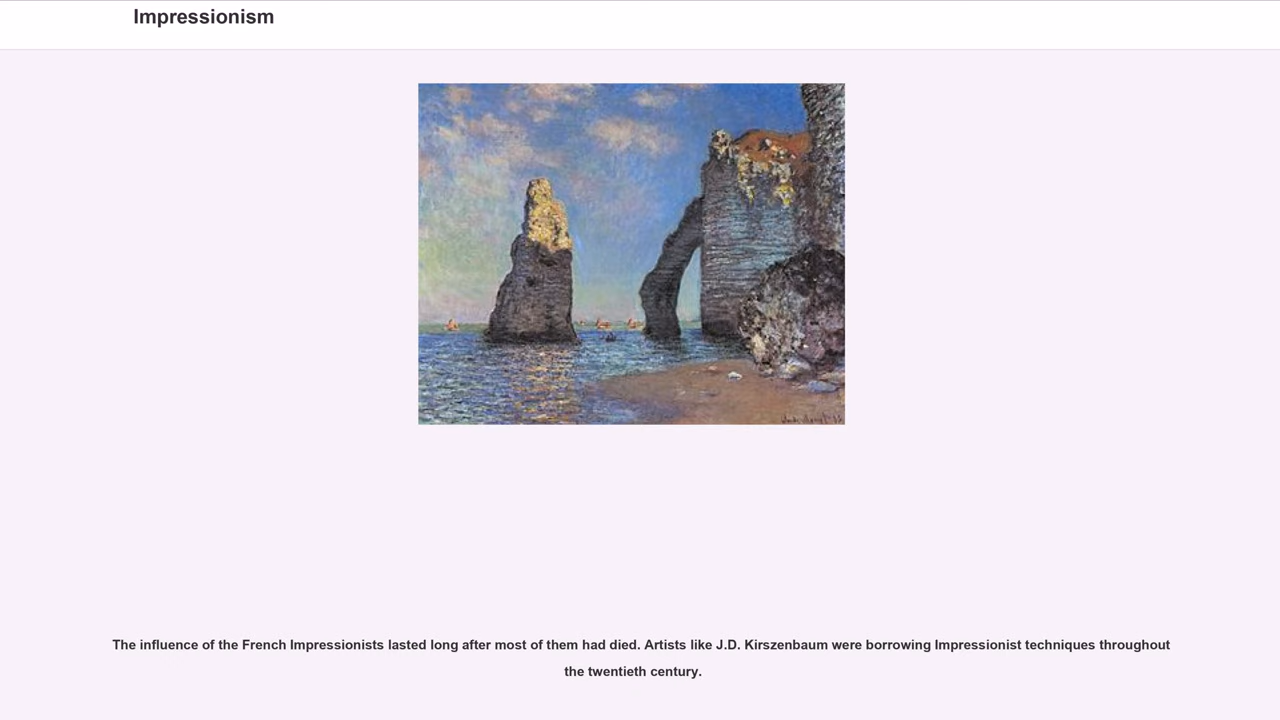 Impressionism
The influence of the French Impressionists lasted long after most of them had died. Artists like J.D. Kirszenbaum were borrowing Impressionist techniques throughout
the twentieth century.